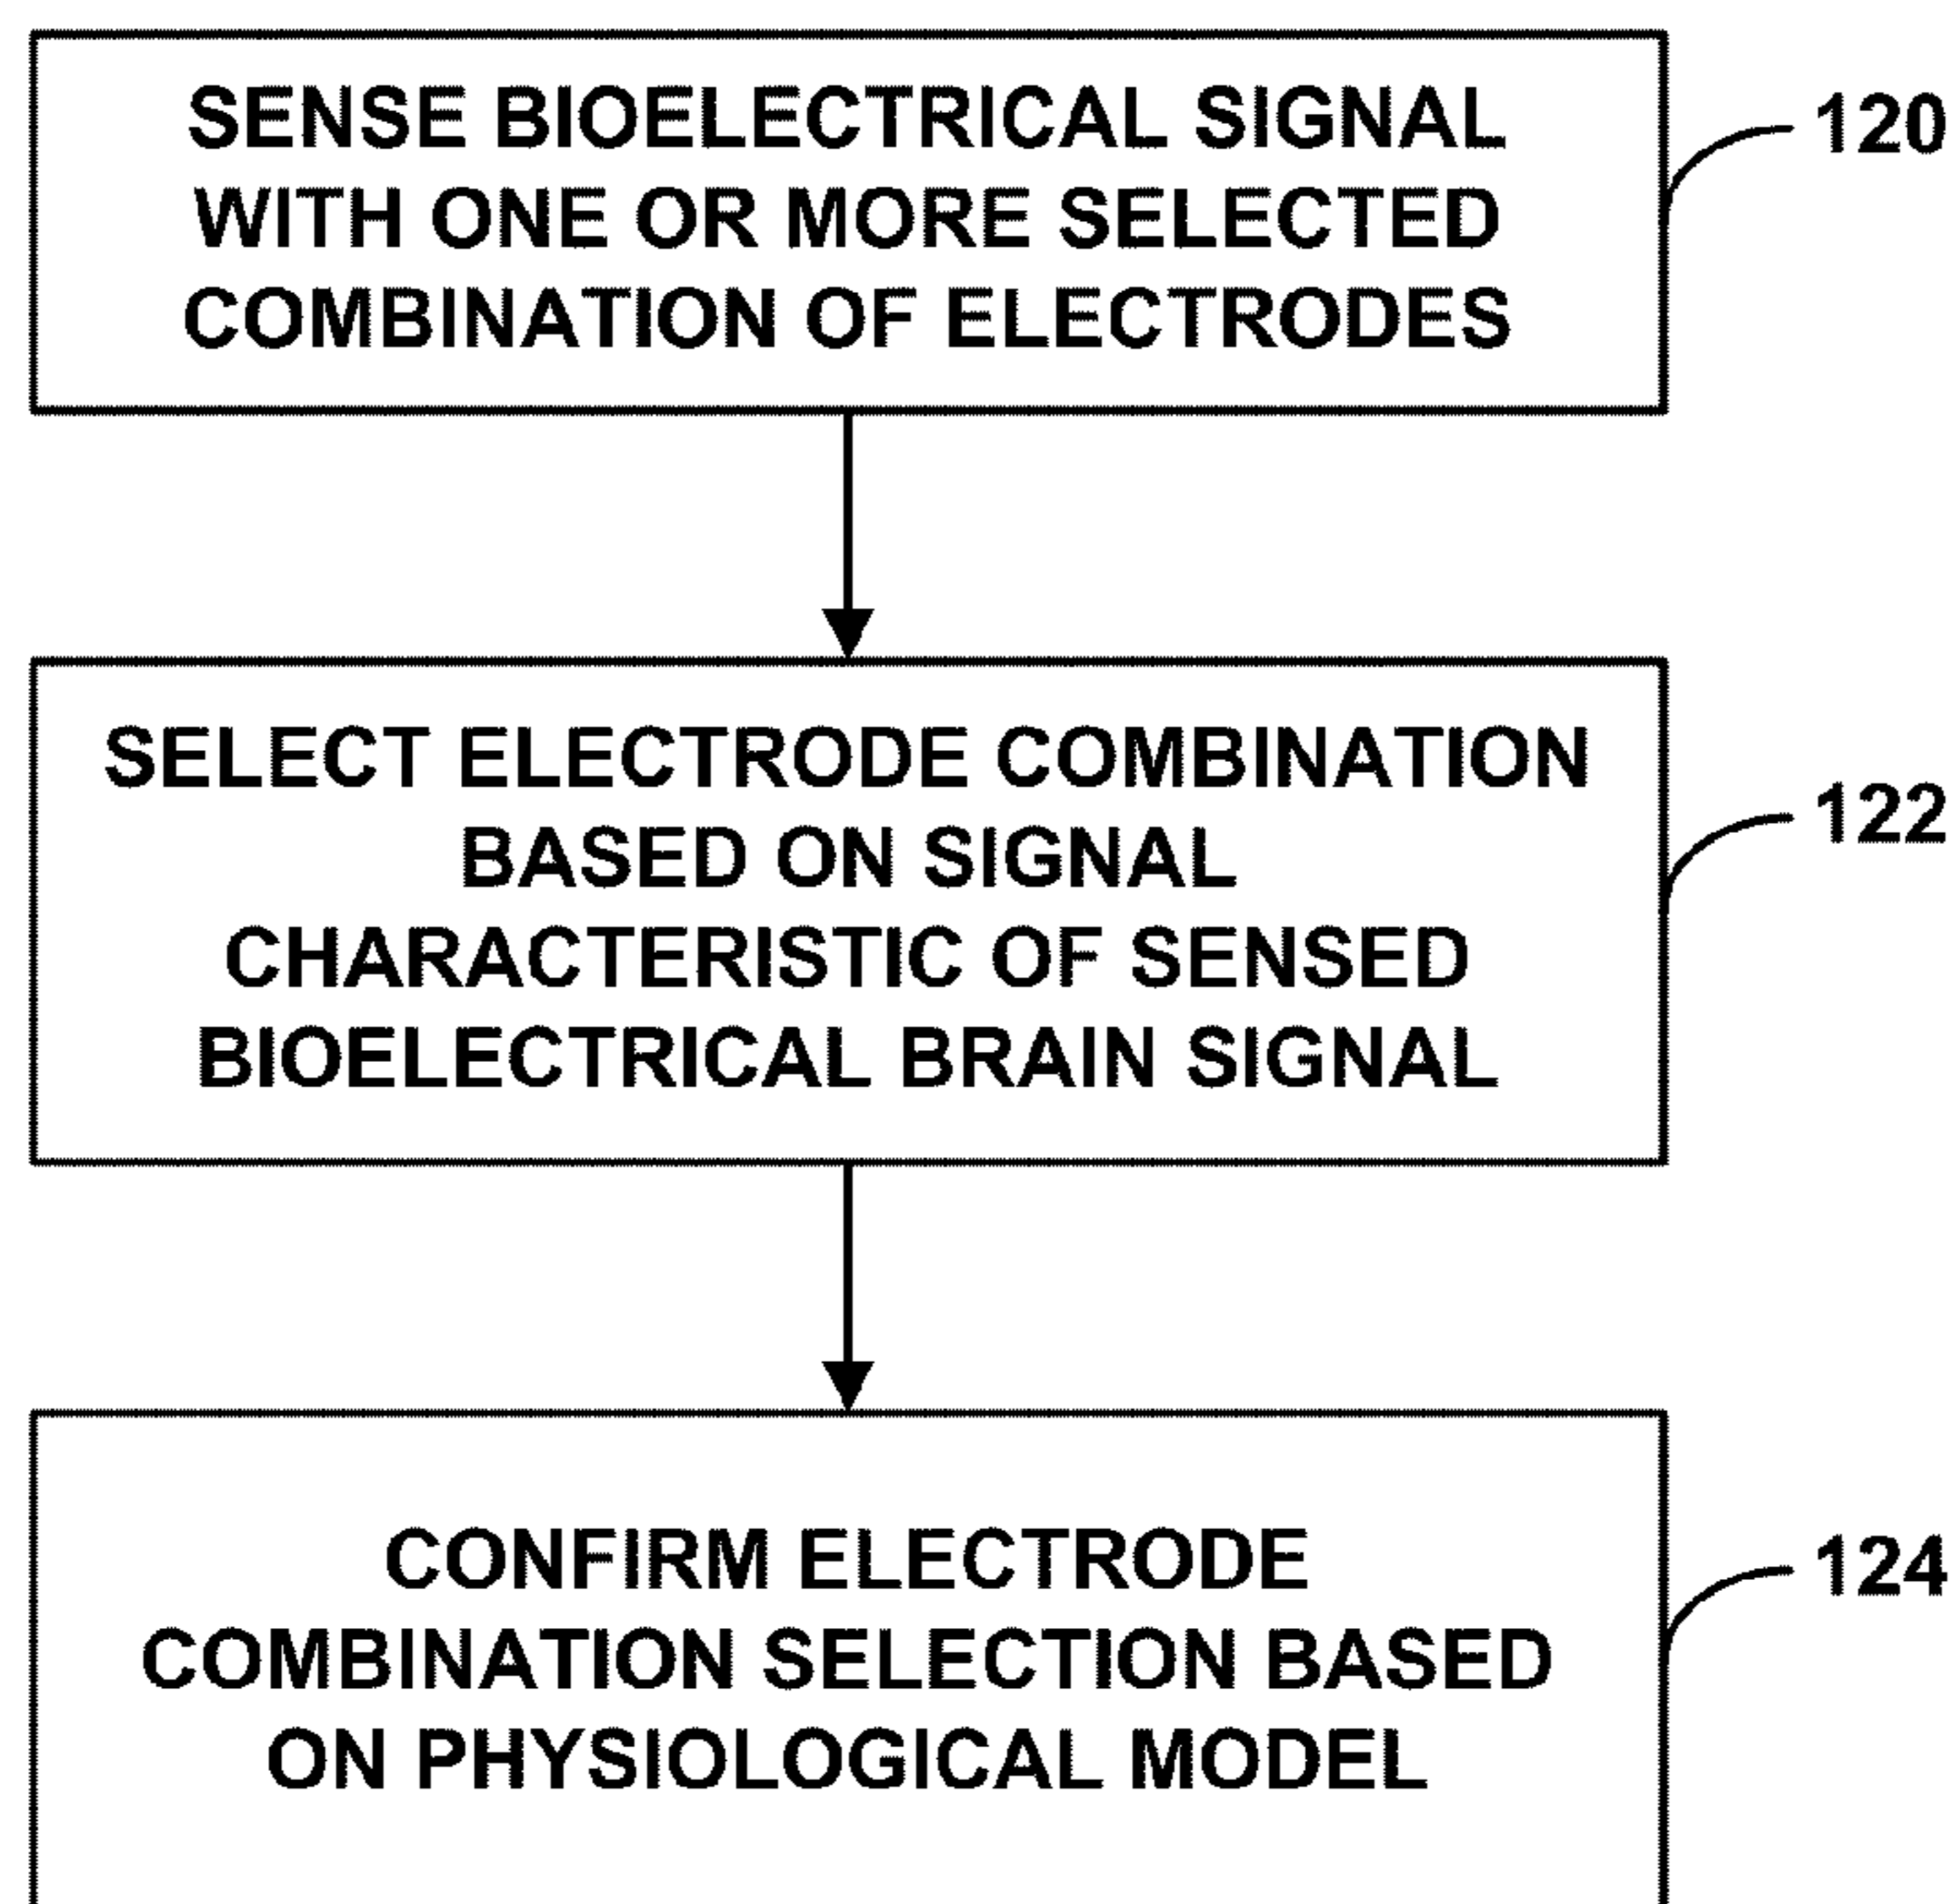 SENSE BIOELECTRICAL SIGNAL
WITH ONE OR MORE SELECTED
COMBINATION OF ELECTRODES
120
SELECT ELECTRODE COMBINATION
BASED ON SIGNAL
CHARACTERISTIC OF SENSED
BIOELECTRICAL BRAIN SIGNAL
122
CONFIRM ELECTRODE
COMBINATION SELECTION BASED
ON PHYSIOLOGICAL MODEL
124